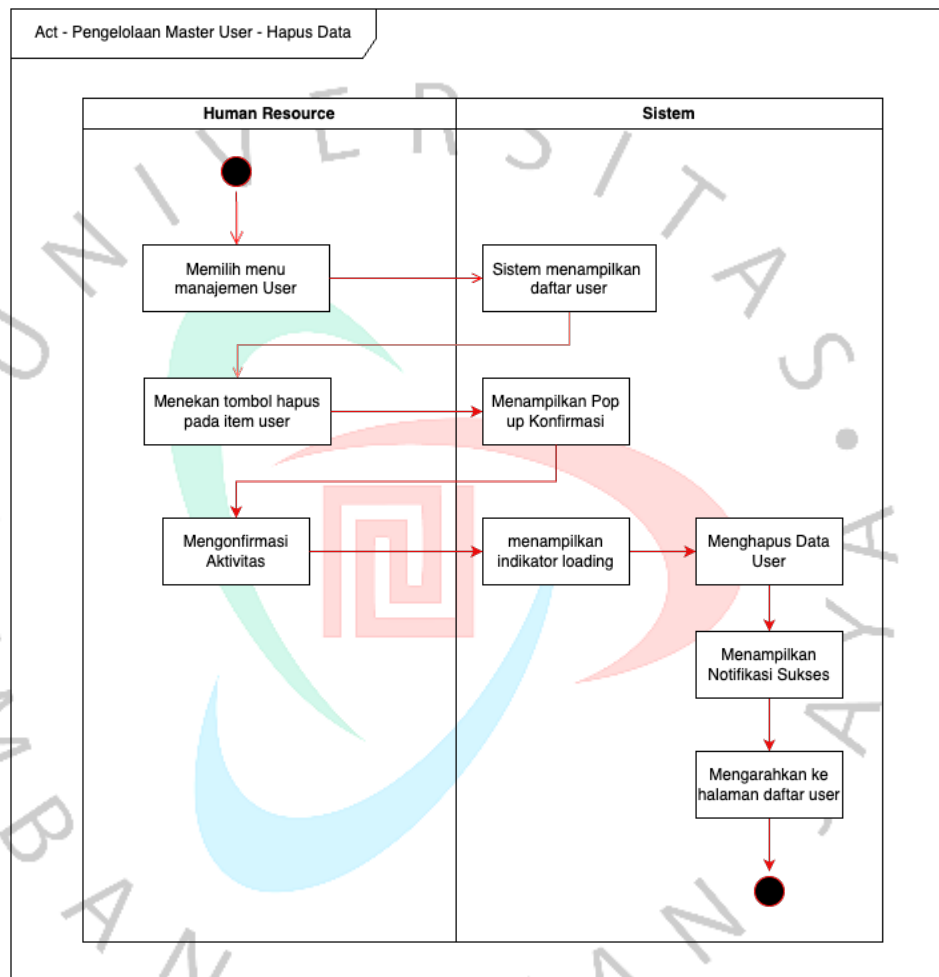 Act - Pengelolaan Master User - Hapus Data
Human Resource
Sistem
Memilih menu
manajemen User
Sistem menampilkan
daftar user
Menekan tombol hapus
pada item user
Menampilkan Pop
up Konfirmasi
Mengonfirmasi
Aktivitas
menampilkan
indikator loading
Menghapus Data
User
Menampilkan
Notifikasi Sukses
Mengarahkan ke
halaman daftar user
UNIVERSITAS